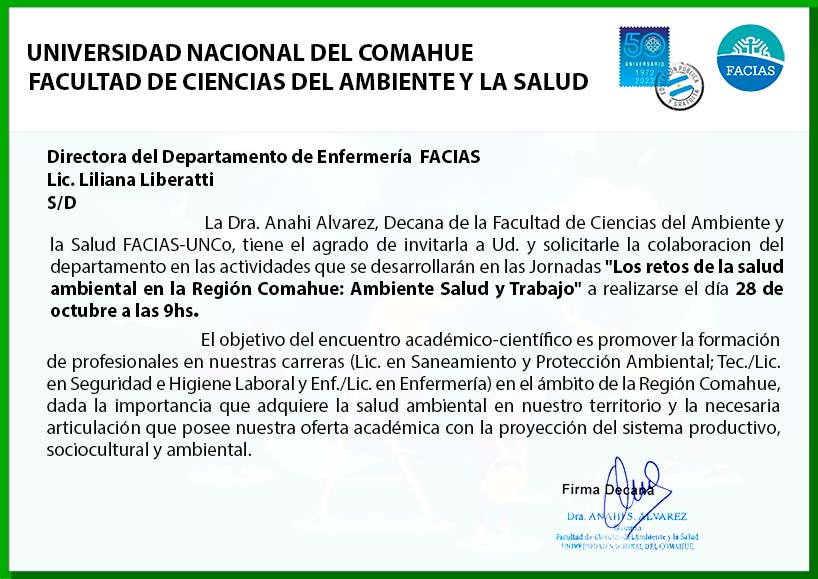 UNIVERSIDAD NACIONAL DEL COMAHUE
FACULTAD DE CIENCIAS DEL AMBIENTE Y LA SALUD
50
ANIVERSARIO
1972
2022
EDUCACIÓN PÚBLICA
Y GRATUITA
FACIAS
Directora del Departamento de Enfermería FACIAS
Lic. Liliana Liberatti
S/D
La Dra. Anahi Alvarez, Decana de la Facultad de Ciencias del Ambiente y
la Salud FACIAS-UNCo, tiene el agrado de invitarla a Ud. y solicitarle la colaboracion del
departamento en las actividades que se desarrollarán en las Jornadas "Los retos de la salud
ambiental en la Región Comahue: Ambiente Salud y Trabajo" a realizarse el día 28 de
octubre a las 9hs.
El objetivo del encuentro académico-científico es promover la formación
de profesionales en nuestras carreras (Lic. en Saneamiento y Protección Ambiental; Tec./Lic.
en Seguridad e Higiene Laboral y Enf./Lic. en Enfermería) en el ámbito de la Región Comahue,
dada la importancia que adquiere la salud ambiental en nuestro territorio y la necesaria
articulación que posee nuestra oferta académica con la proyección del sistema productivo,
sociocultural y ambiental.
Firma Decana
Dra. ANAHI S. ALVAREZ
Decana
Facultad de Ciencias del Ambiente y la Salud
UNIVERSIDAD NACIONAL DEL COMAHUE